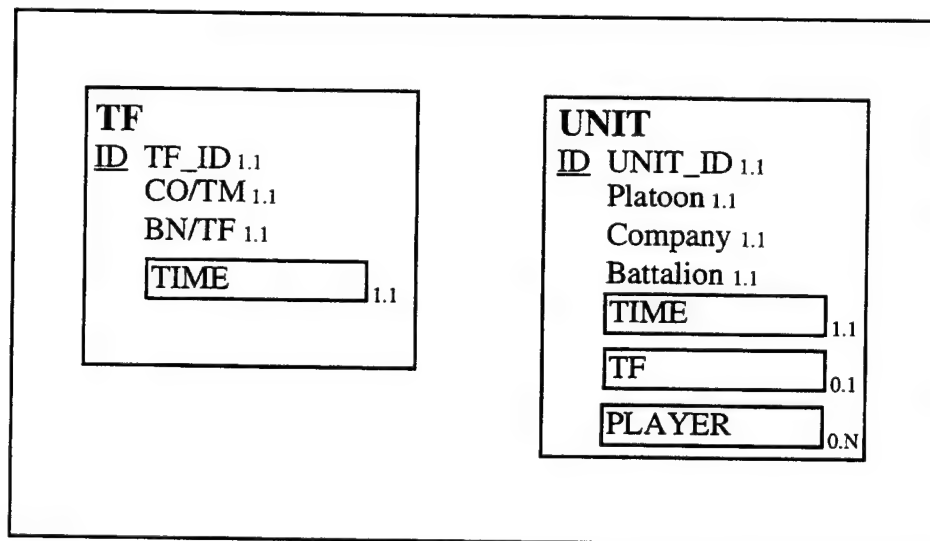 TF
ID TF_ID 1.1
CO/TM 1.1
BN/TF 1.1
TIME 1.1
UNIT
ID UNIT_ID 1.1
Platoon 1.1
Company 1.1
Battalion 1.1
TIME 1.1
TF 0.1
PLAYER 0.N